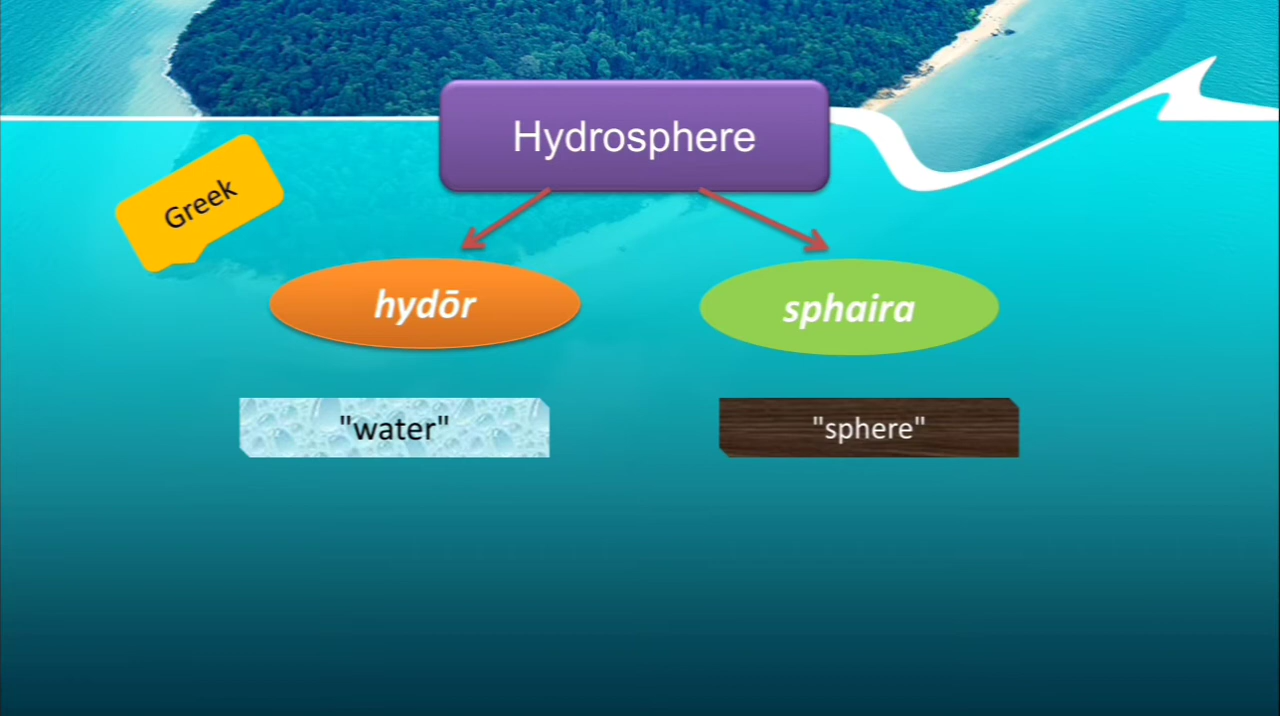 Hydrosphere
Greek
hydōr
sphaira
"water"
"sphere"